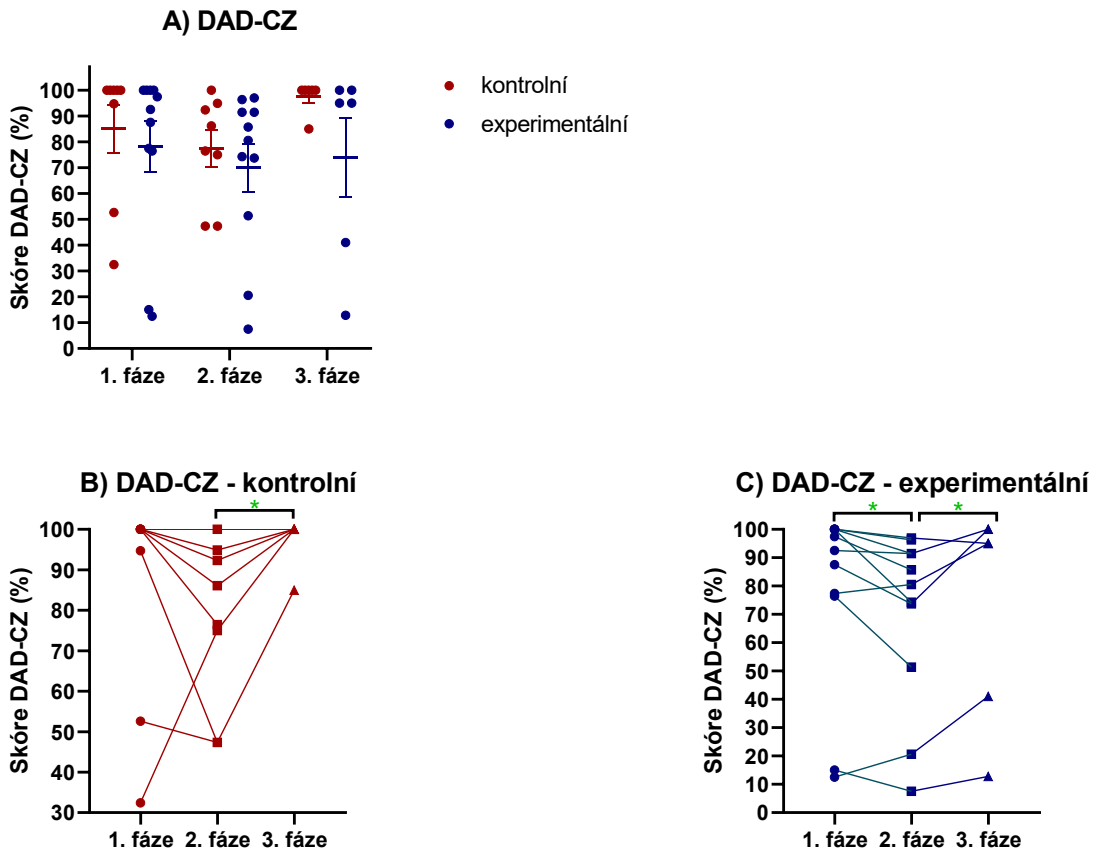 A) DAD-CZ
Skóre DAD-CZ (%)
100
90
80
70
60
50
40
30
20
10
0
1. fáze 2. fáze 3. fáze
kontrolní
experimentální
B) DAD-CZ - kontrolní
*
Skóre DAD-CZ (%)
100
90
80
70
60
50
40
30
1. fáze 2. fáze 3. fáze
C) DAD-CZ - experimentální
* *
Skóre DAD-CZ (%)
100
90
80
70
60
50
40
30
20
10
0
1. fáze 2. fáze 3. fáze